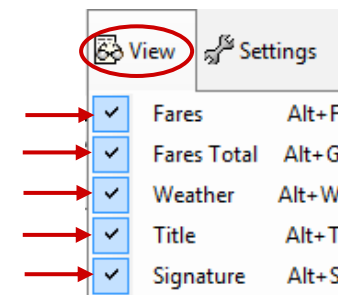 View Settings
Fares Alt+F
Fares Total Alt+G
Weather Alt+W
Title Alt+T
Signature Alt+S